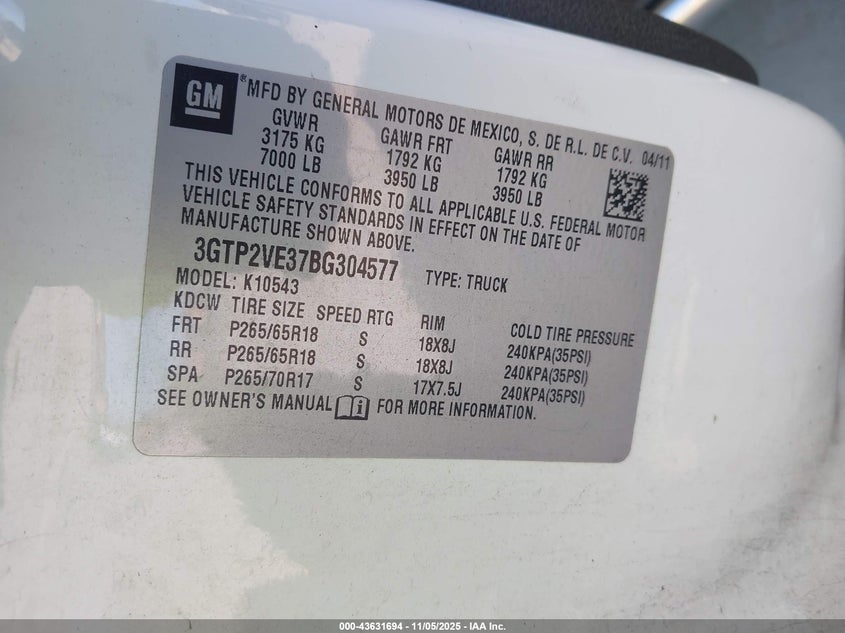 GM
® MFD BY GENERAL MOTORS DE MEXICO, S. DE R.L. DE C.V. 04/11
GVWR GAWR FRT GAWR RR
3175 KG 1792 KG 1792 KG
7000 LB 3950 LB 3950 LB
THIS VEHICLE CONFORMS TO ALL APPLICABLE U.S. FEDERAL MOTOR
VEHICLE SAFETY STANDARDS IN EFFECT ON THE DATE OF
MANUFACTURE SHOWN ABOVE.
3GTP2VE37BG304577 TYPE: TRUCK
MODEL: K10543
KDCW TIRE SIZE SPEED RTG RIM COLD TIRE PRESSURE
FRT P265/65R18 S 18X8J 240KPA(35PSI)
RR P265/65R18 S 18X8J 240KPA(35PSI)
SPA P265/70R17 S 17X7.5J 240KPA(35PSI)
SEE OWNER'S MANUAL FOR MORE INFORMATION.
000-43631694 - 11/05/2025 - IAA Inc.